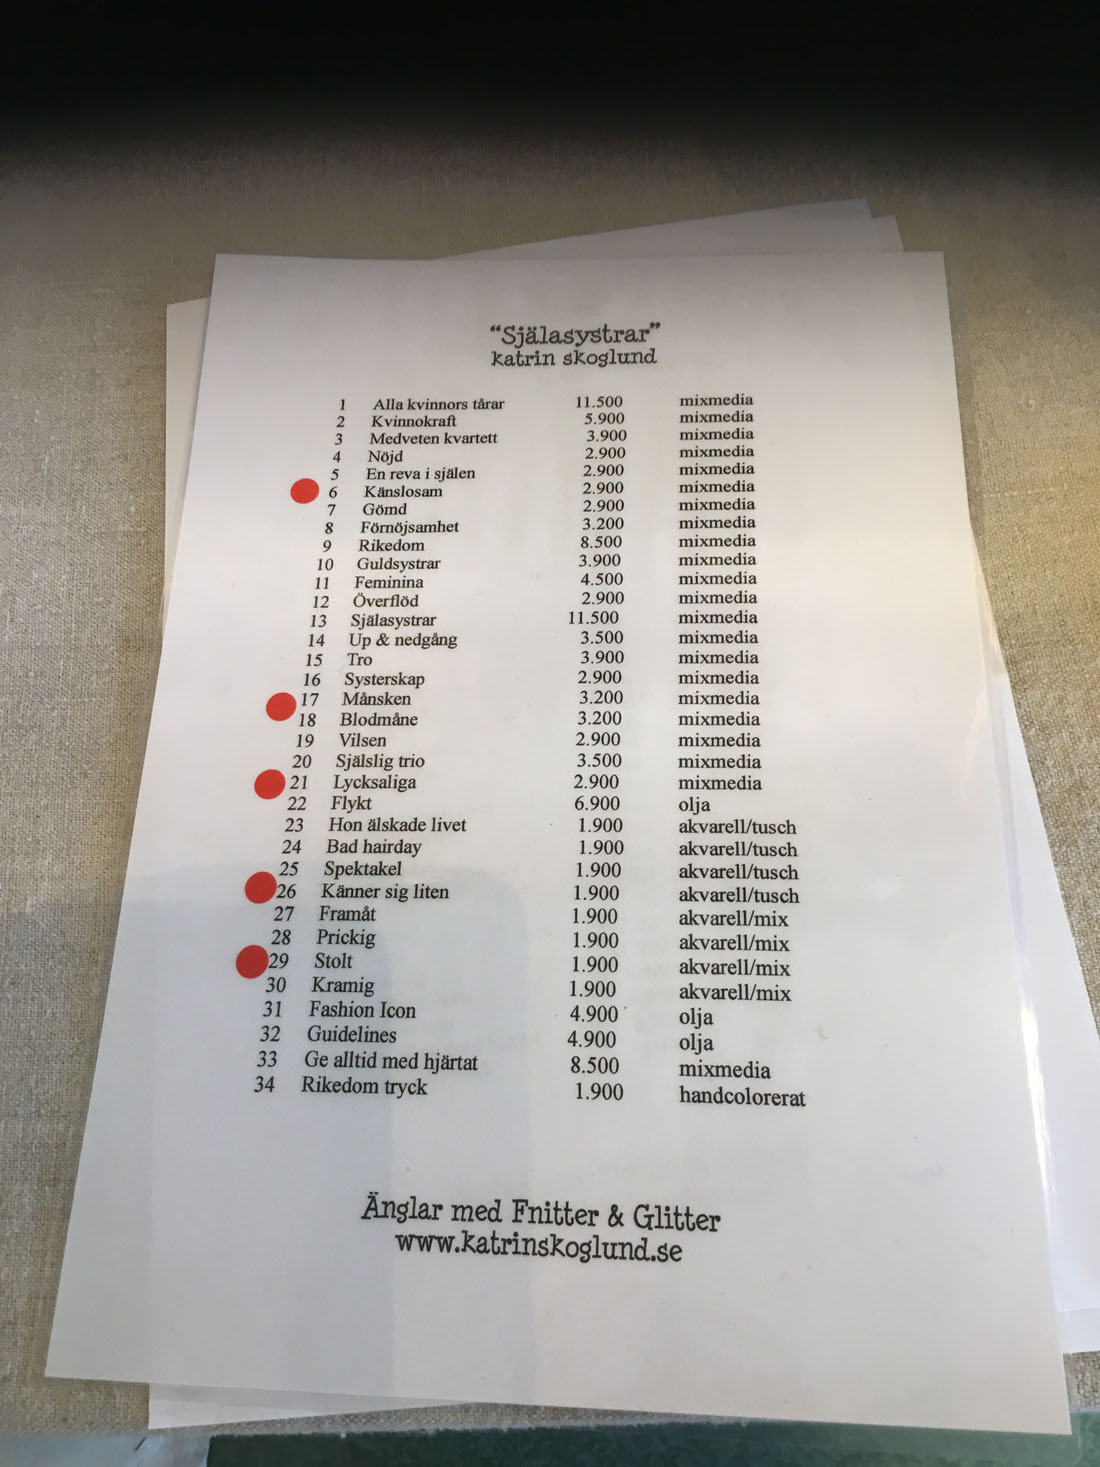 “Själasystrar”
katrin skoglund
1 Alla kvinnors tårar 11.500 mixmedia
2 Kvinnokraft 5.900 mixmedia
3 Medveten kvartett 3.900 mixmedia
4 Nöjd 2.900 mixmedia
5 En reva i själen 2.900 mixmedia
6 Känslosam 2.900 mixmedia
7 Gömd 2.900 mixmedia
8 Förnöjsamhet 3.200 mixmedia
9 Rikedom 8.500 mixmedia
10 Guldsystrar 3.900 mixmedia
11 Feminina 4.500 mixmedia
12 Överflöd 2.900 mixmedia
13 Själasystrar 11.500 mixmedia
14 Up & nedgång 3.500 mixmedia
15 Tro 3.900 mixmedia
16 Systerskap 2.900 mixmedia
17 Månsken 3.200 mixmedia
18 Blodmåne 3.200 mixmedia
19 Vilsen 2.900 mixmedia
20 Själslig trio 3.500 mixmedia
21 Lycksaliga 2.900 mixmedia
22 Flykt 6.900 olja
23 Hon älskade livet 1.900 akvarell/tusch
24 Bad hairday 1.900 akvarell/tusch
25 Spektakel 1.900 akvarell/tusch
26 Känner sig liten 1.900 akvarell/tusch
27 Framåt 1.900 akvarell/mix
28 Prickig 1.900 akvarell/mix
29 Stolt 1.900 akvarell/mix
30 Kramig 1.900 akvarell/mix
31 Fashion Icon 4.900 olja
32 Guidelines 4.900 olja
33 Ge alltid med hjärtat 8.500 mixmedia
34 Rikedom tryck 1.900 handcolorerat
Änglar med Fnitter & Glitter
www.katrinskoglund.se